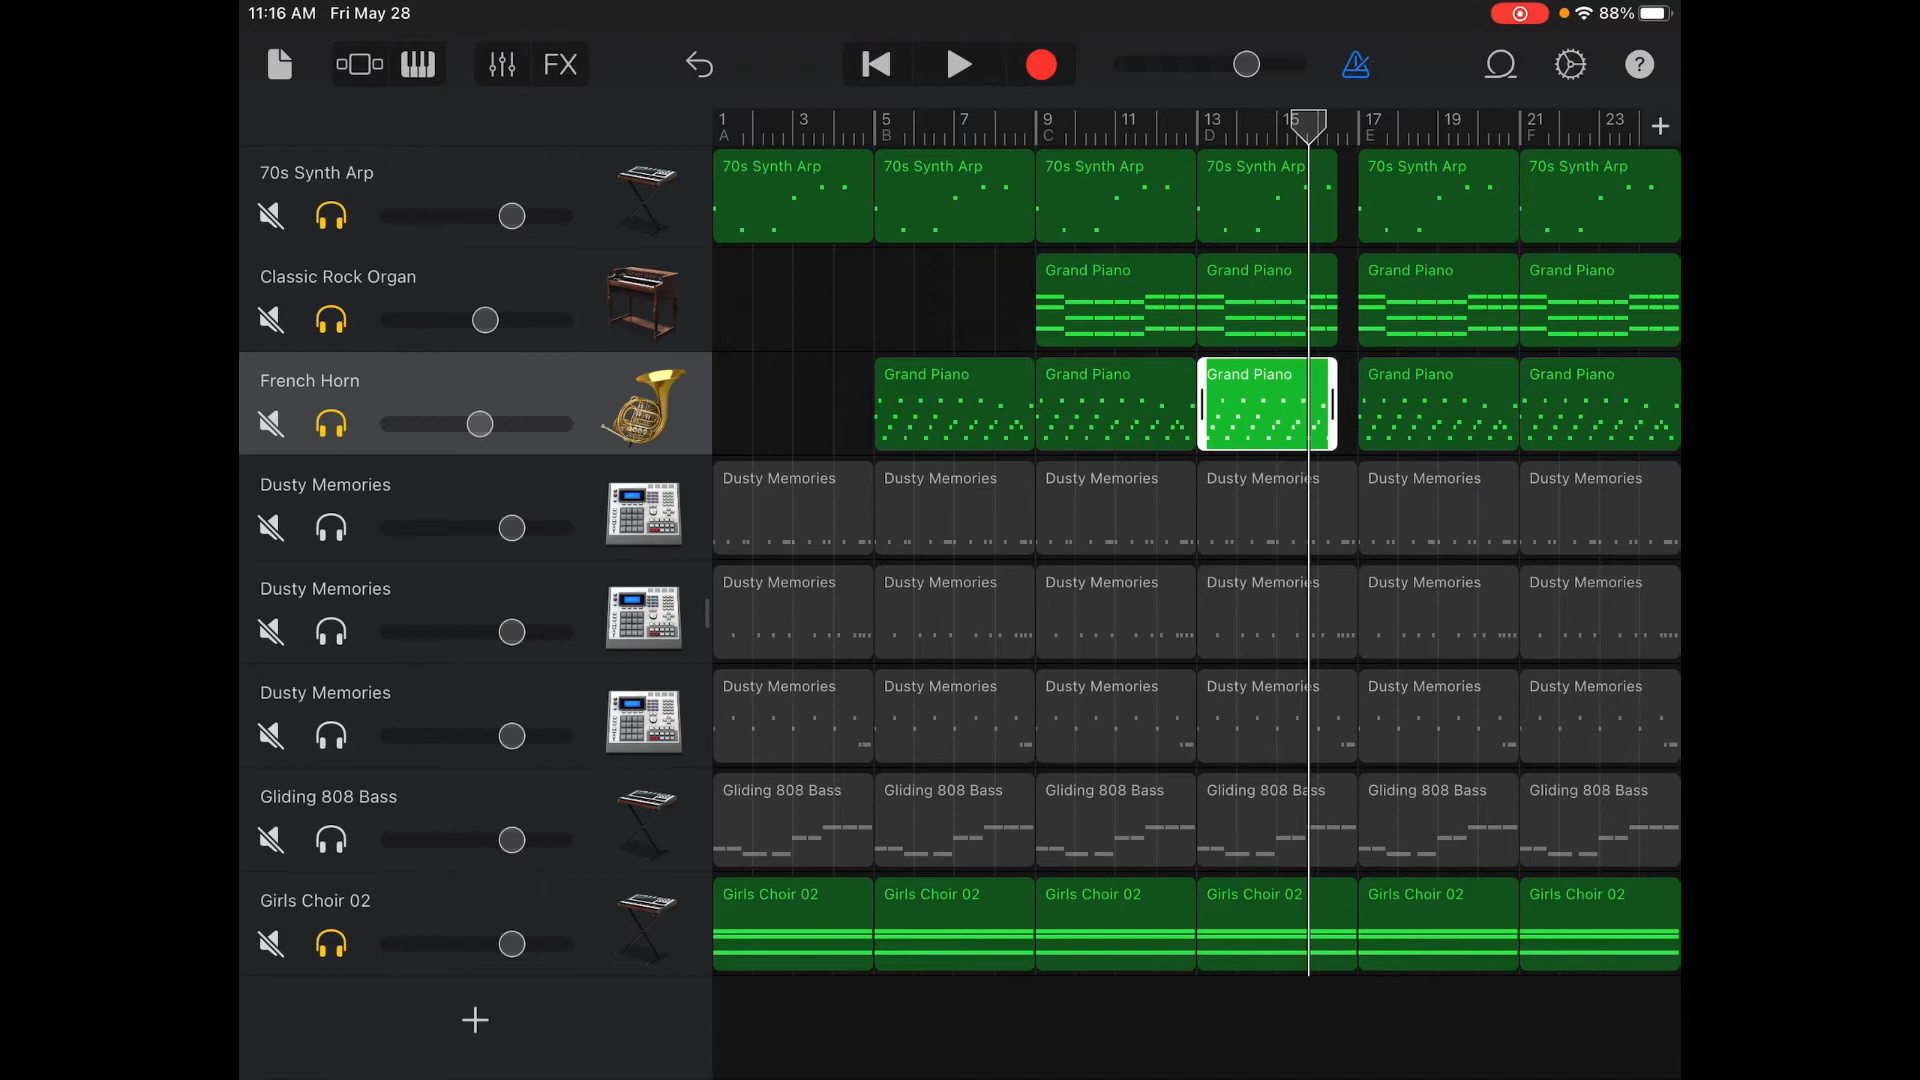 11:16 AM Fri May 28 88%
FX ?
1 3 5 7 9 11 13 15 17 19 21 23 +
A B C D E F
70s Synth Arp 70s Synth Arp 70s Synth Arp 70s Synth Arp 70s Synth Arp 70s Synth Arp 70s Synth Arp
Classic Rock Organ Grand Piano Grand Piano Grand Piano Grand Piano
French Horn Grand Piano Grand Piano Grand Piano Grand Piano Grand Piano
Dusty Memories Dusty Memories Dusty Memories Dusty Memories Dusty Memories Dusty Memories Dusty Memories
Dusty Memories Dusty Memories Dusty Memories Dusty Memories Dusty Memories Dusty Memories Dusty Memories
Dusty Memories Dusty Memories Dusty Memories Dusty Memories Dusty Memories Dusty Memories Dusty Memories
Gliding 808 Bass Gliding 808 Bass Gliding 808 Bass Gliding 808 Bass Gliding 808 Bass Gliding 808 Bass Gliding 808 Bass
Girls Choir 02 Girls Choir 02 Girls Choir 02 Girls Choir 02 Girls Choir 02 Girls Choir 02 Girls Choir 02
+